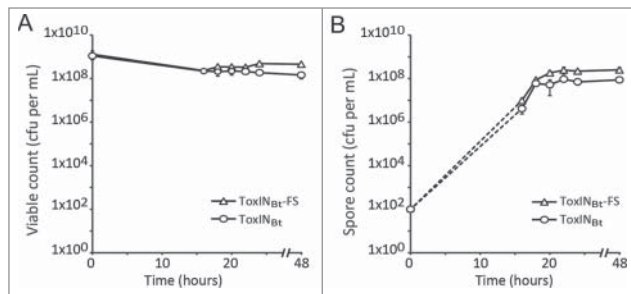 A
Viable count (cfu per mL)
1x10^10
1x10^8
1x10^6
1x10^4
1x10^2
1x10^0
ToxIN_Bt-FS
ToxIN_Bt
0 20 48
Time (hours)
B
Spore count (cfu per mL)
1x10^10
1x10^8
1x10^6
1x10^4
1x10^2
1x10^0
ToxIN_Bt-FS
ToxIN_Bt
0 20 48
Time (hours)